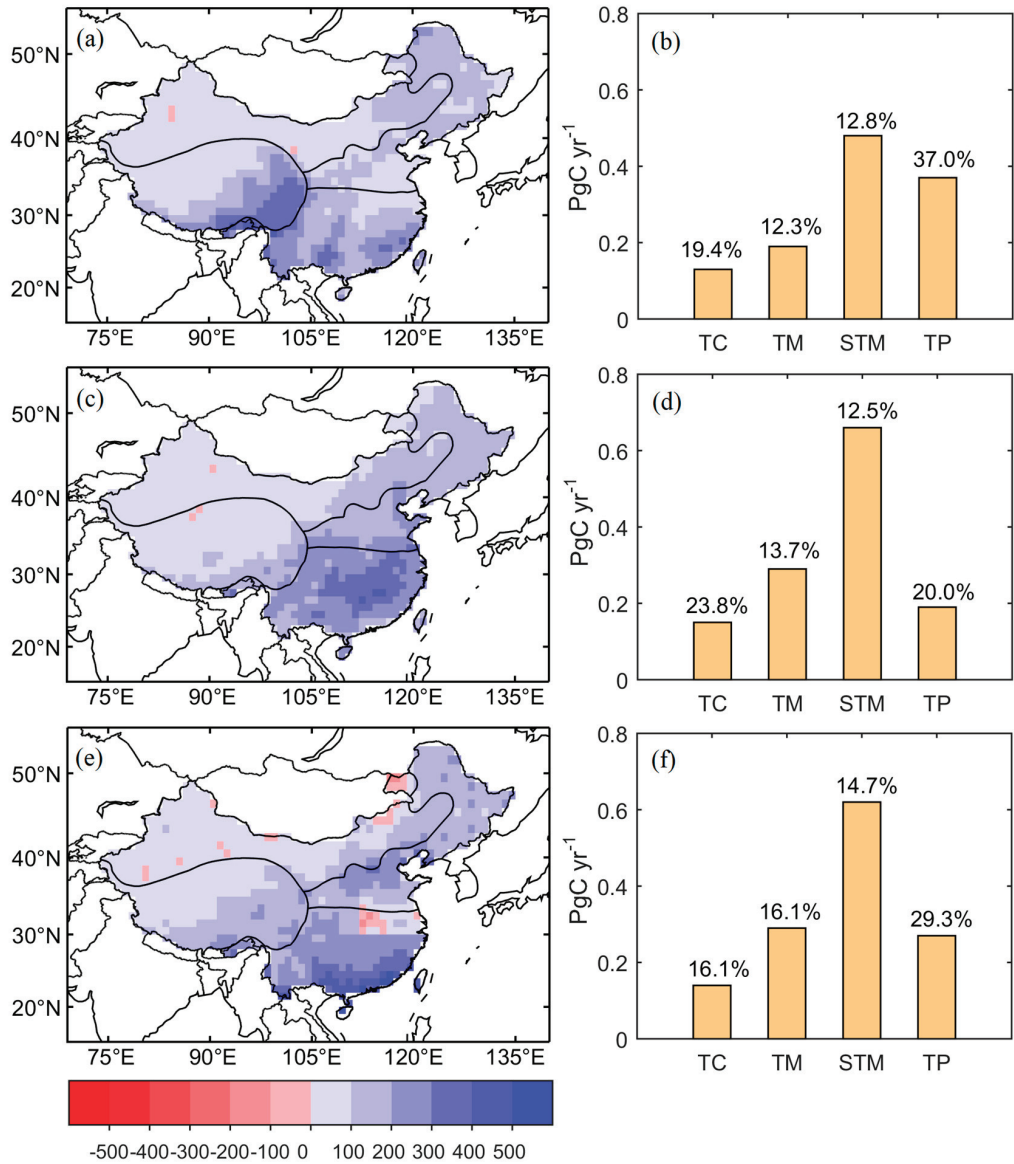 (a)
50°N
40°N
30°N
20°N
75°E 90°E 105°E 120°E 135°E
(b)
0.8
0.6
0.4
0.2
0
PgC yr-1
19.4%
12.3%
12.8%
37.0%
TC TM STM TP
(c)
50°N
40°N
30°N
20°N
75°E 90°E 105°E 120°E 135°E
(d)
0.8
0.6
0.4
0.2
0
PgC yr-1
23.8%
13.7%
12.5%
20.0%
TC TM STM TP
(e)
50°N
40°N
30°N
20°N
75°E 90°E 105°E 120°E 135°E
(f)
0.8
0.6
0.4
0.2
0
PgC yr-1
16.1%
16.1%
14.7%
29.3%
TC TM STM TP
-500 -400 -300 -200 -100 0 100 200 300 400 500